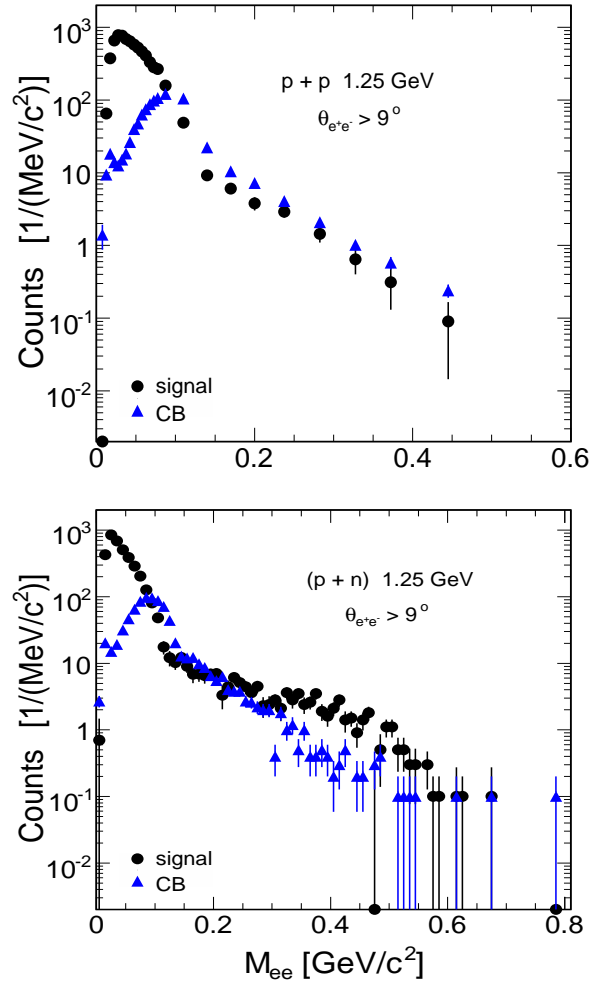 10³
10²
10
1
10⁻¹
10⁻²
Counts [1/(MeV/c²)]
p + p 1.25 GeV
θe⁺e⁻ > 9°
signal
CB
0 0.2 0.4 0.6
10³
10²
10
1
10⁻¹
10⁻²
Counts [1/(MeV/c²)]
(p + n) 1.25 GeV
θe⁺e⁻ > 9°
signal
CB
0 0.2 0.4 0.6 0.8
Mee [GeV/c²]